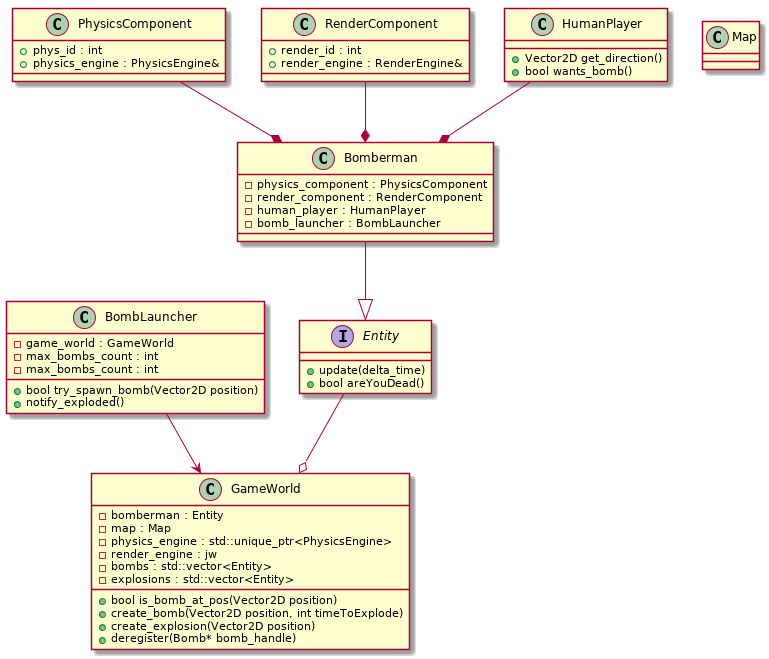 C PhysicsComponent
phys_id : int
physics_engine : PhysicsEngine&
C RenderComponent
render_id : int
render_engine : RenderEngine&
C HumanPlayer
Vector2D get_direction()
bool wants_bomb()
C Map
C Bomberman
physics_component : PhysicsComponent
render_component : RenderComponent
human_player : HumanPlayer
bomb_launcher : BombLauncher
C BombLauncher
game_world : GameWorld
max_bombs_count : int
max_bombs_count : int
bool try_spawn_bomb(Vector2D position)
notify_exploded()
I Entity
update(delta_time)
bool areYouDead()
C GameWorld
bomberman : Entity
map : Map
physics_engine : std::unique_ptr<PhysicsEngine>
render_engine : jw
bombs : std::vector<Entity>
explosions : std::vector<Entity>
bool is_bomb_at_pos(Vector2D position)
create_bomb(Vector2D position, int timeToExplode)
create_explosion(Vector2D position)
deregister(Bomb* bomb_handle)